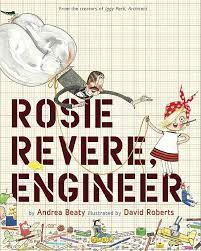 From the creators of Iggy Peck, Architect
ROSIE
REVERE,
ENGINEER
by Andrea Beaty illustrated by David Roberts